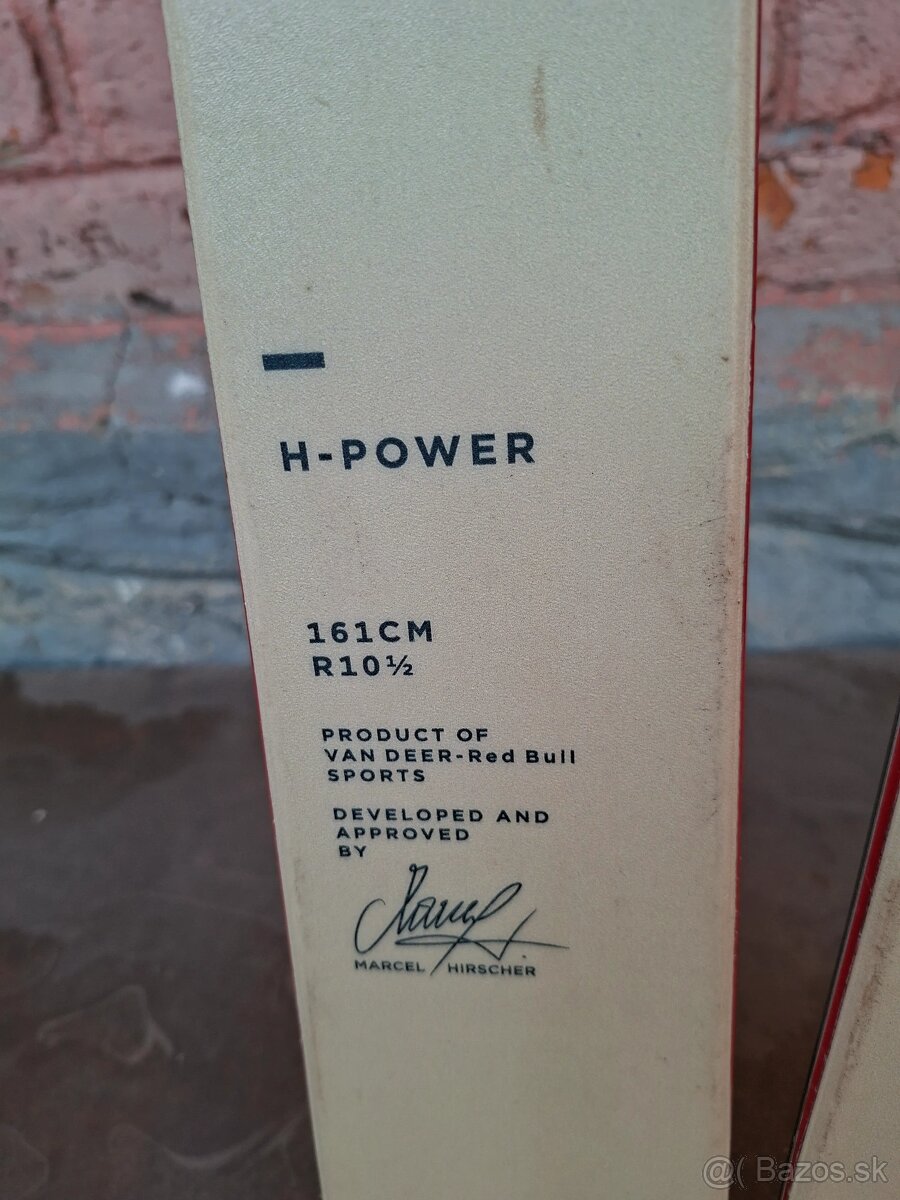 H-POWER
161CM
R10½
PRODUCT OF
VAN DEER-Red Bull
SPORTS
DEVELOPED AND
APPROVED
BY
Marcel
MARCEL HIRSCHER
@( Bazos.sk